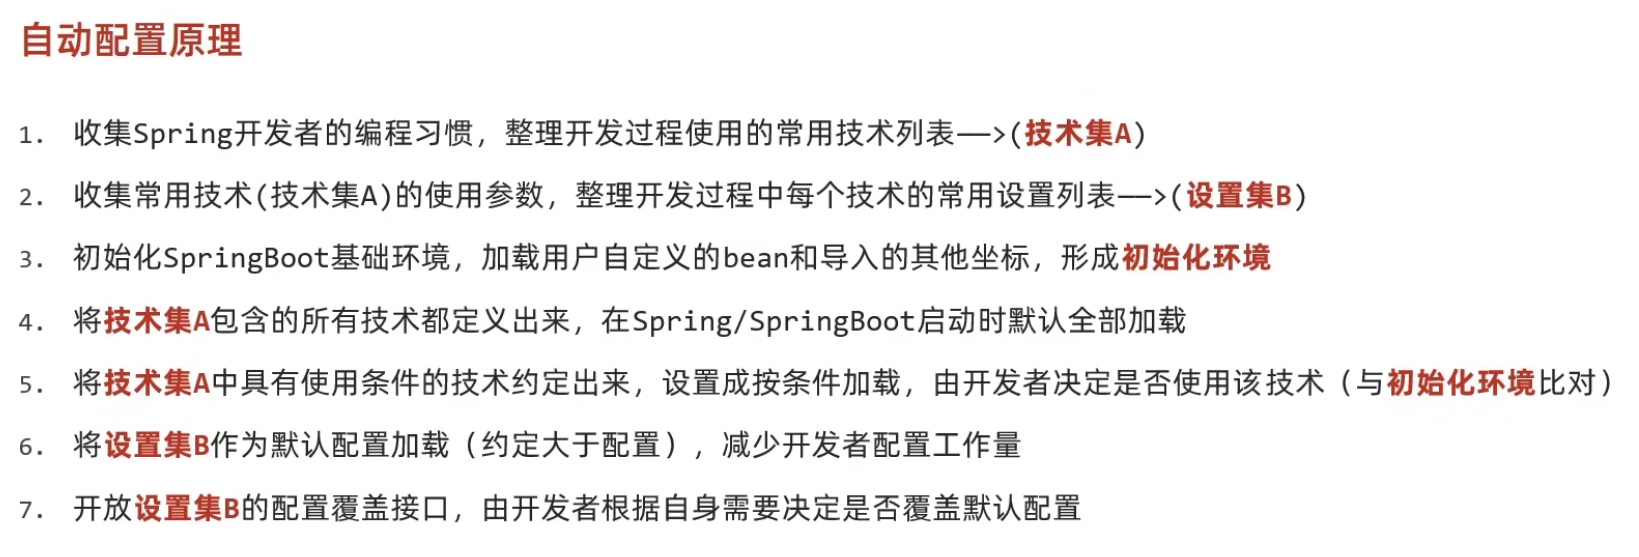 自动配置原理
1. 收集Spring开发者的编程习惯，整理开发过程使用的常用技术列表——>(技术集A)
2. 收集常用技术(技术集A)的使用参数，整理开发过程中每个技术的常用设置列表——>(设置集B)
3. 初始化SpringBoot基础环境，加载用户自定义的bean和导入的其他坐标，形成初始化环境
4. 将技术集A包含的所有技术都定义出来，在Spring/SpringBoot启动时默认全部加载
5. 将技术集A中具有使用条件的技术约定出来，设置成按条件加载，由开发者决定是否使用该技术（与初始化环境比对）
6. 将设置集B作为默认配置加载（约定大于配置），减少开发者配置工作量
7. 开放设置集B的配置覆盖接口，由开发者根据自身需要决定是否覆盖默认配置